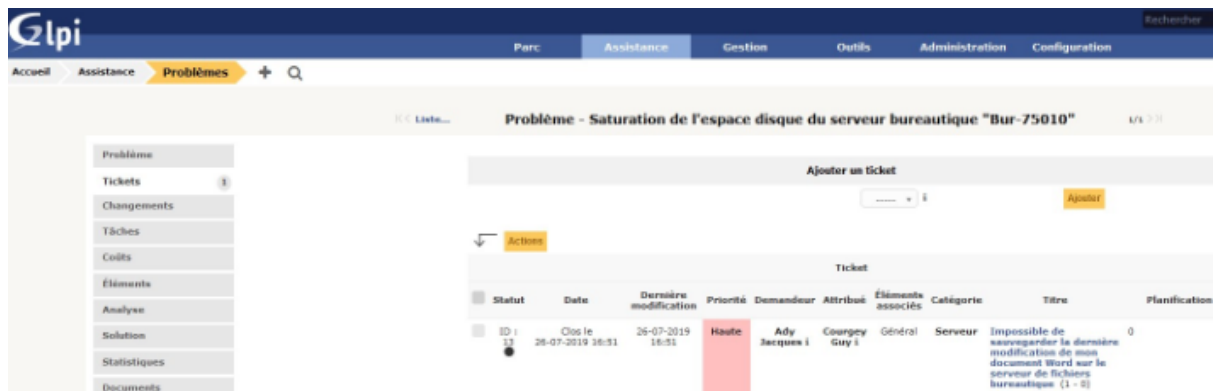 Glpi
Rechercher
Parc Assistance Gestion Outils Administration Configuration
Accueil Assistance Problèmes
Liste...
Problème - Saturation de l'espace disque du serveur bureautique "Bur-75010"
1/1
Problème
Tickets 1
Changements
Tâches
Coûts
Éléments
Analyse
Solution
Statistiques
Documents
Ajouter un ticket
----- i
Ajouter
Actions
Ticket
Statut Date Dernière modification Priorité Demandeur Attribué Éléments associés Catégorie Titre Planification
ID : 13
Clos le 26-07-2019 16:51
26-07-2019 16:51
Haute
Ady Jacques i
Courgey Guy i
Général
Serveur
Impossible de
sauvegarder la dernière
modification de mon
document Word sur le
serveur de fichiers
bureautique (1 - 0)
0